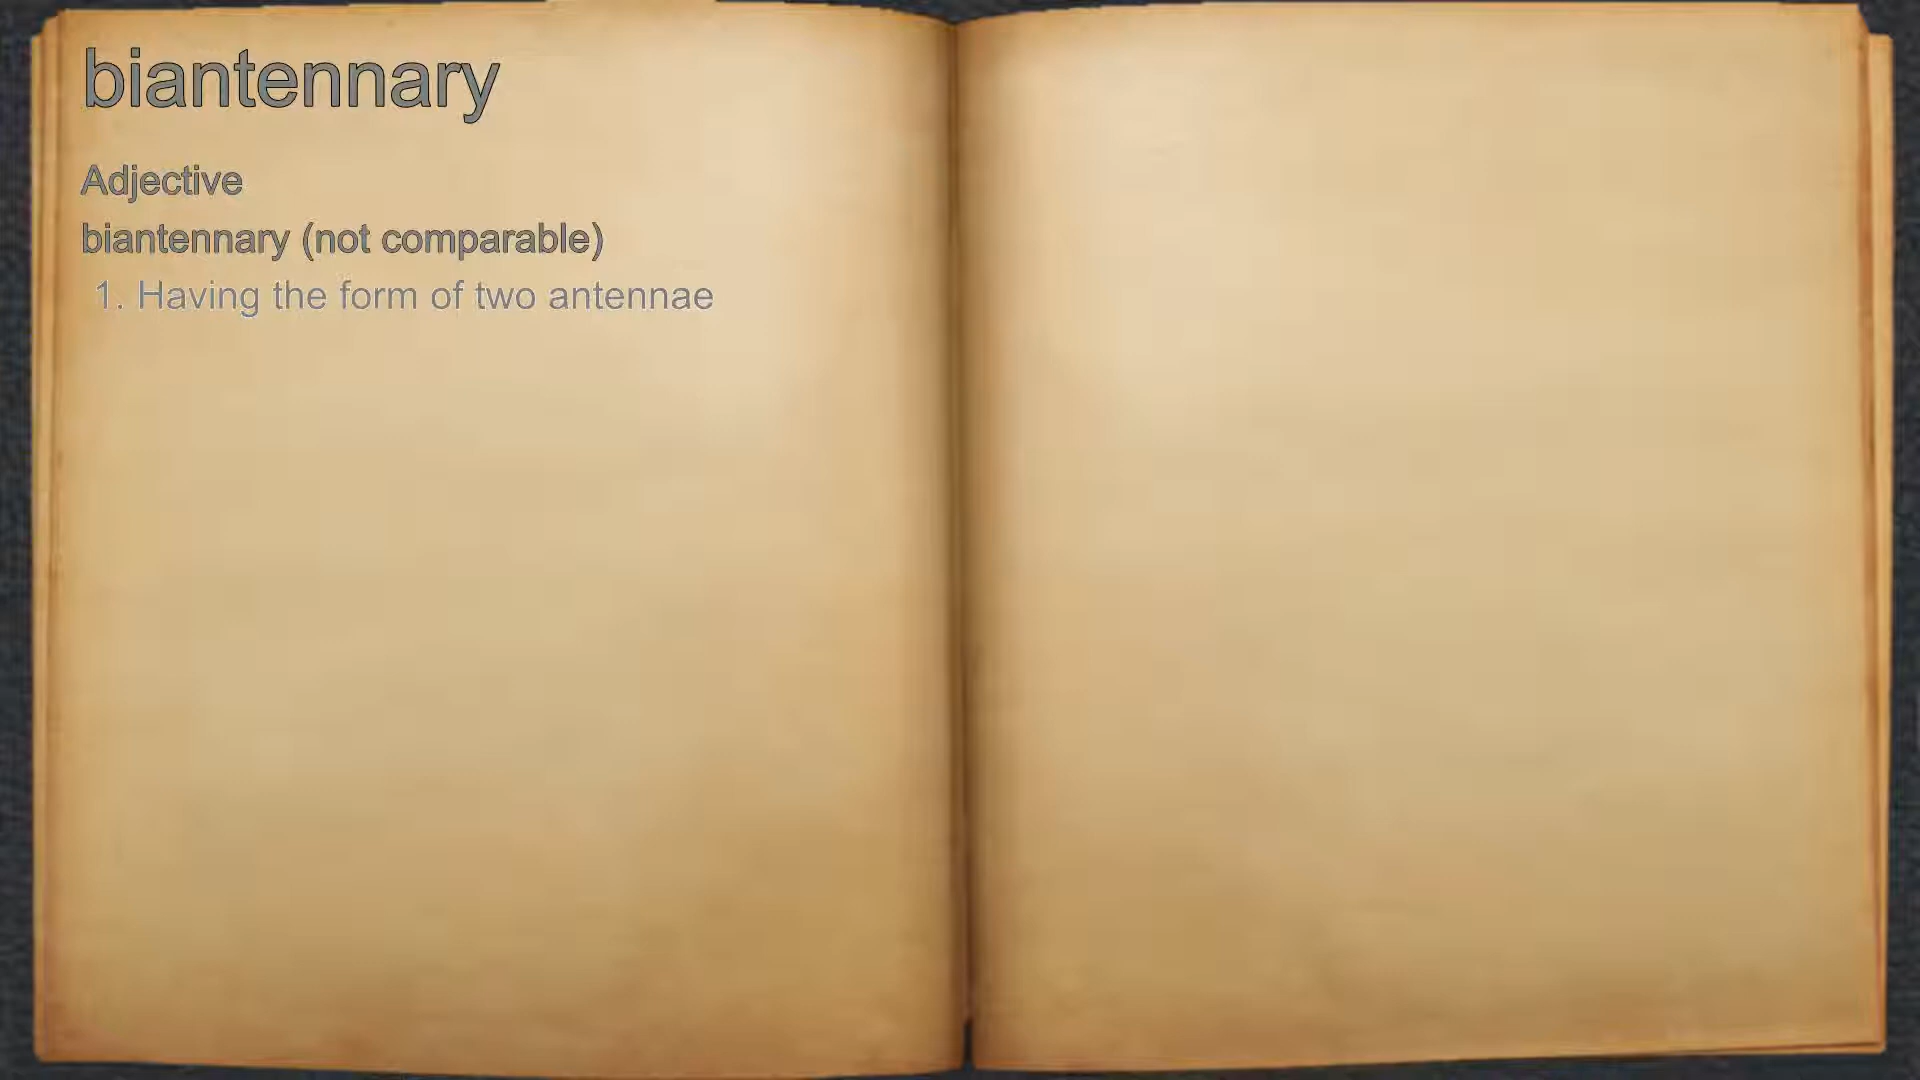 biantennary
Adjective
biantennary (not comparable)
1. Having the form of two antennae